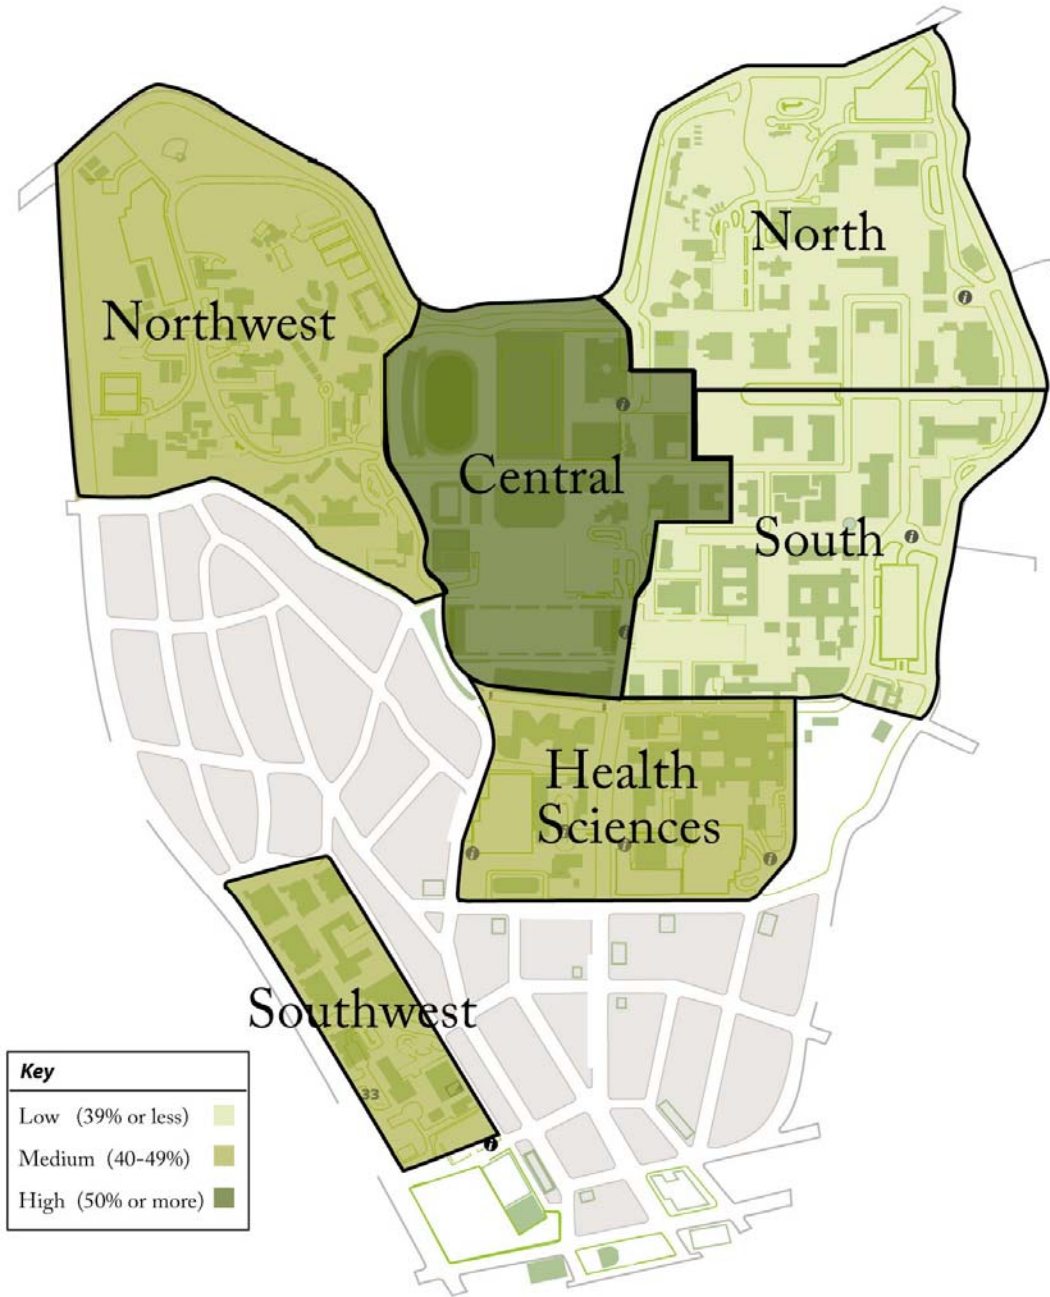 North
Northwest
Central
South
Health
Sciences
Southwest
33
Key
Low (39% or less)
Medium (40-49%)
High (50% or more)